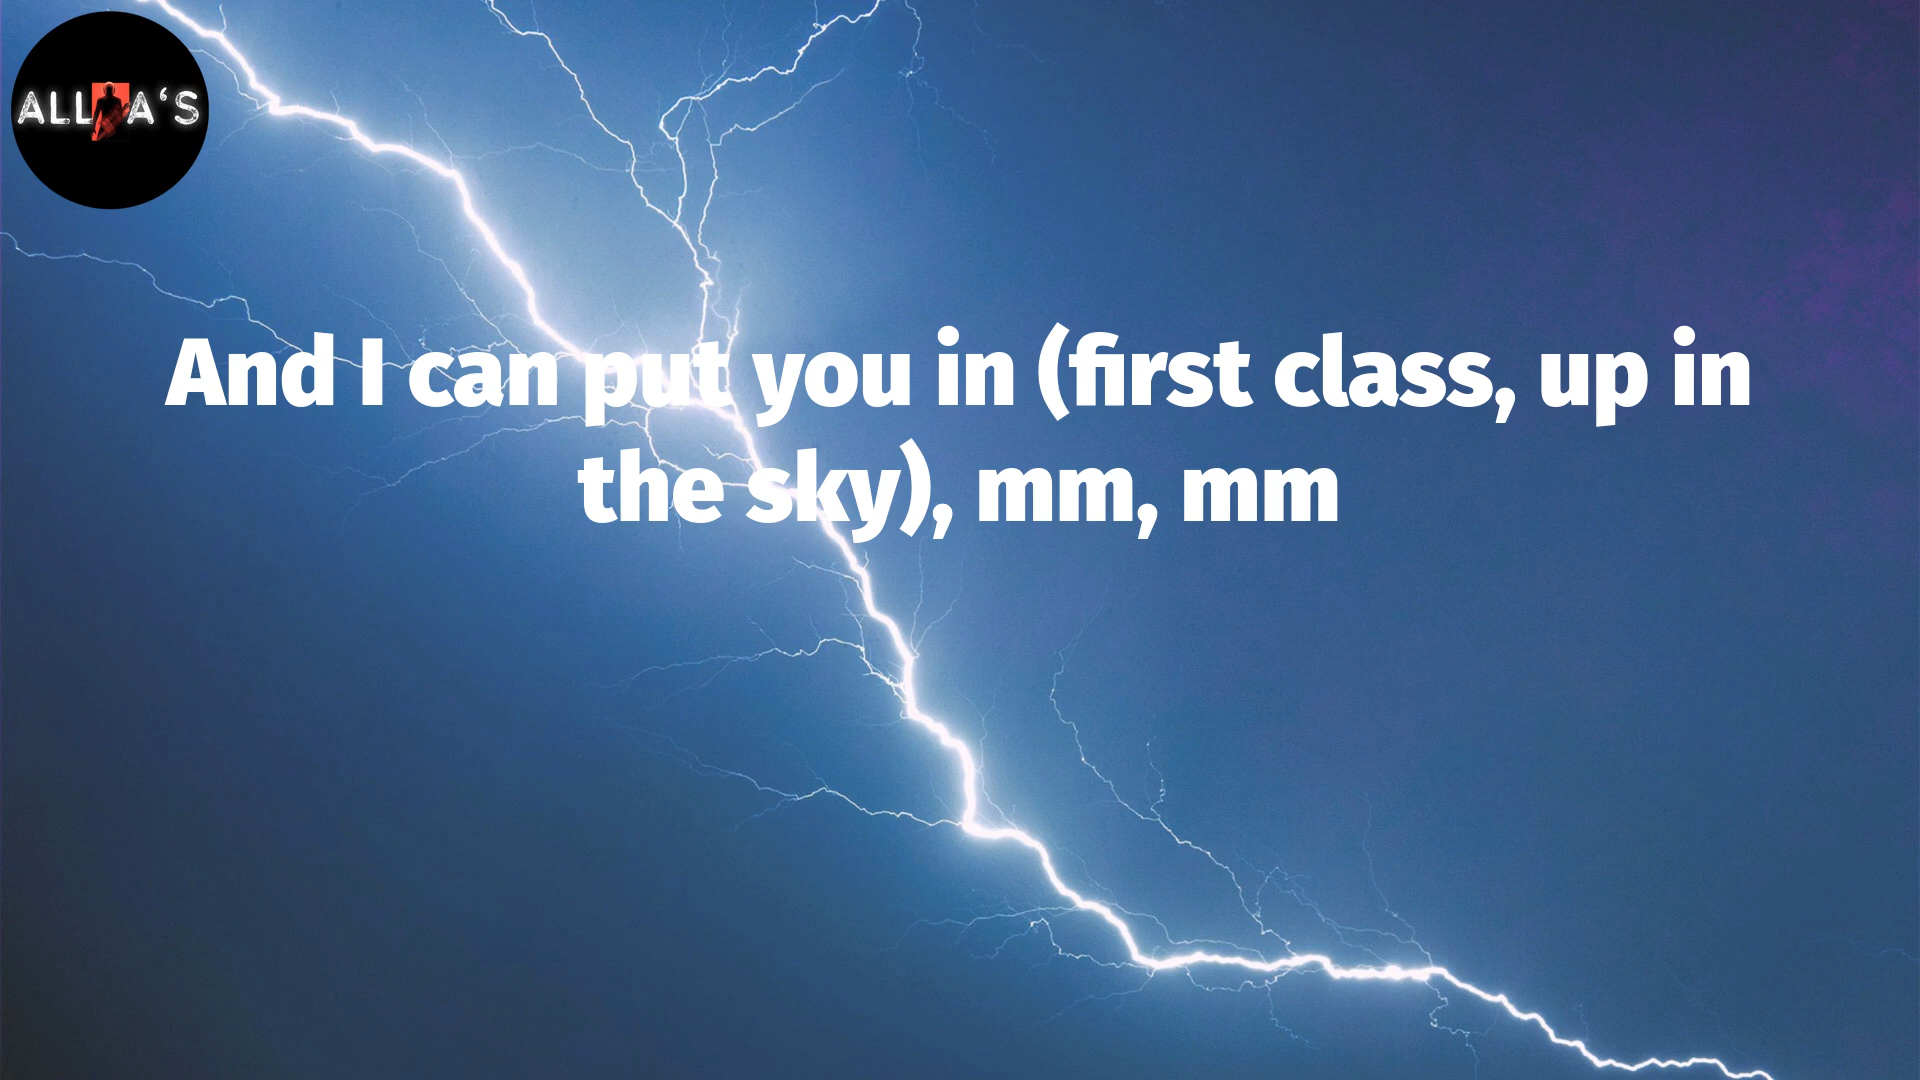 ALL A'S
And I can put you in (first class, up in
the sky), mm, mm